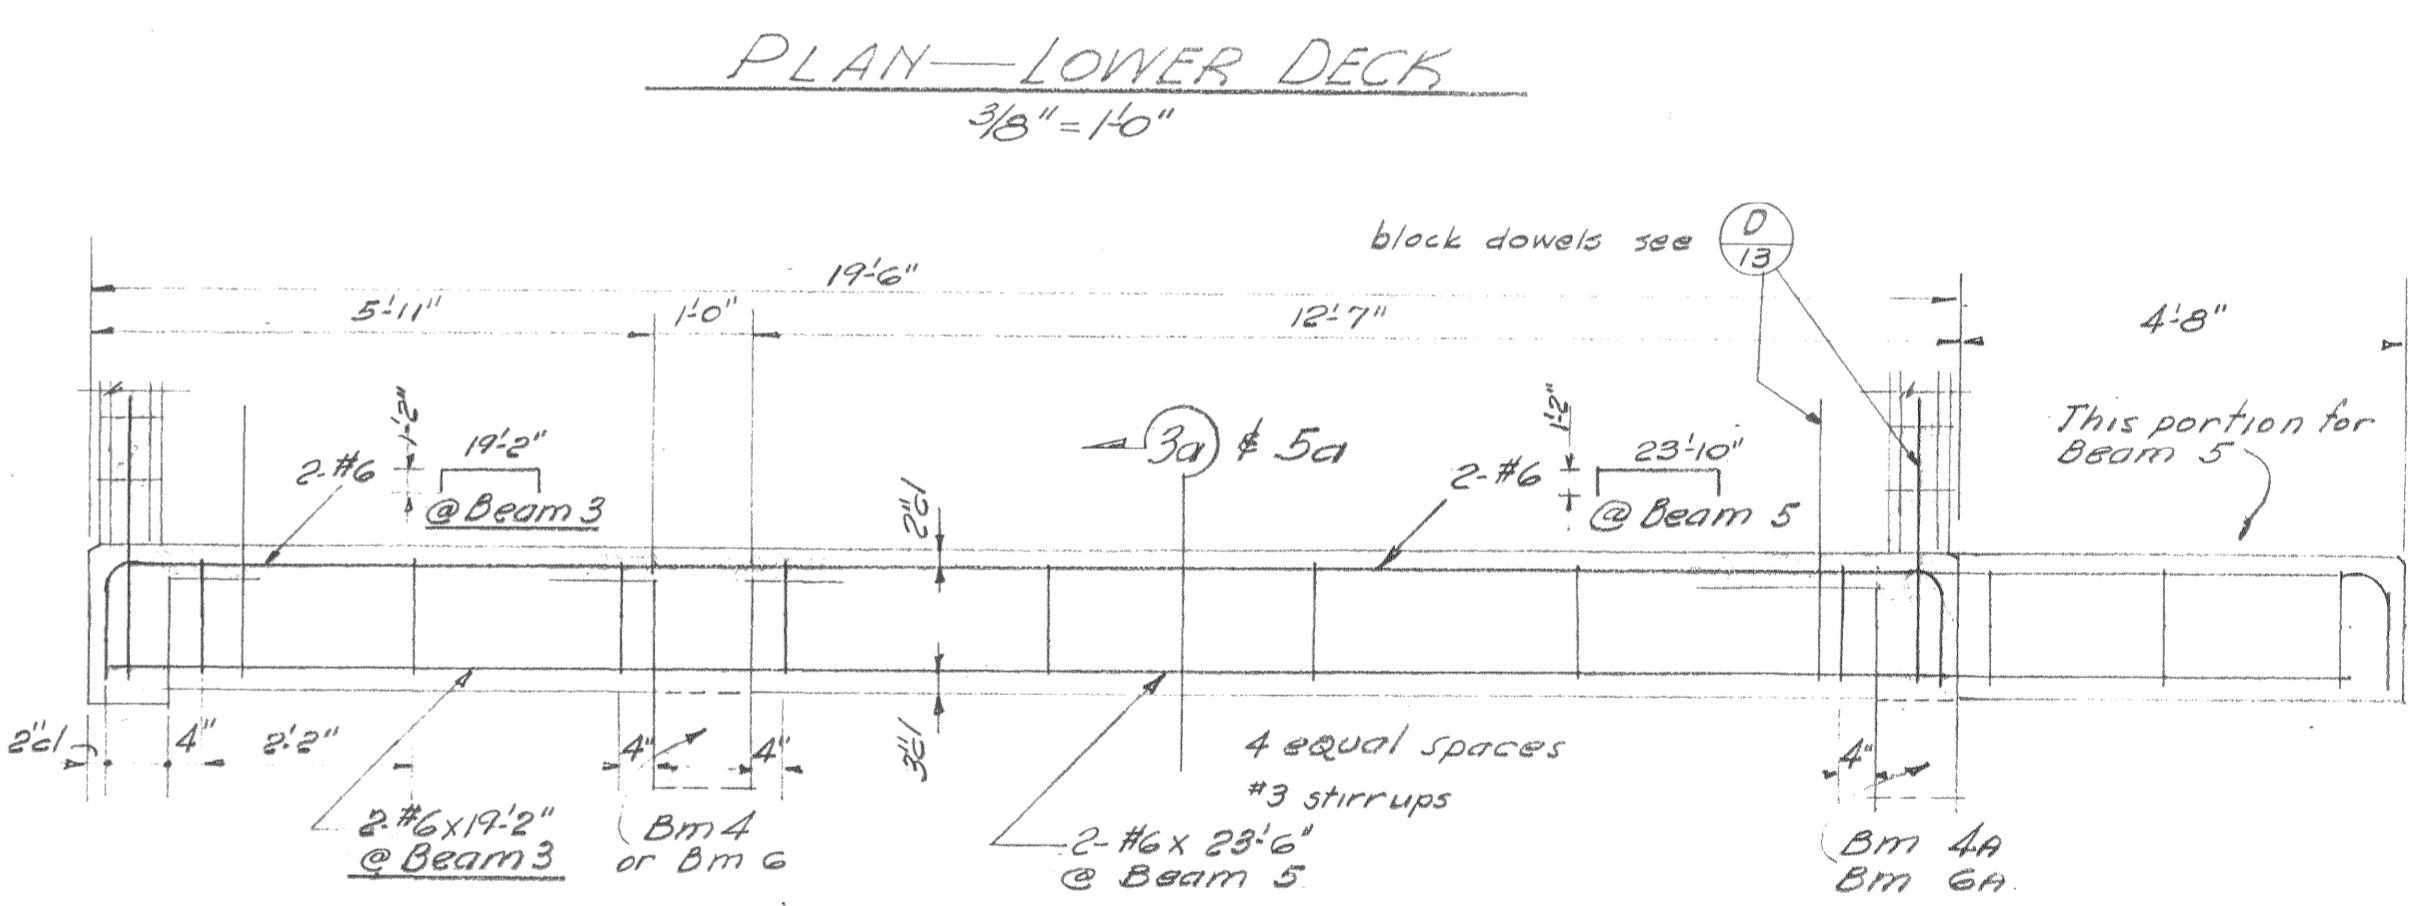 PLAN—LOWER DECK
3/8" = 1'-0"
block dowels see D/13
19'-6"
5'-11"
1'-0"
12'-7"
4'-8"
This portion for
Beam 5
2-#6
1'-2"
19'-2"
@ Beam 3
3a & 5a
2-#6
1'-2"
23'-10"
@ Beam 5
2"cl
2"cl
4"
2'-2"
4"
4"
3"cl
4 equal spaces
#3 stirrups
4"
2-#6x19'-2"
@ Beam 3
Bm 4
or Bm 6
2-#6x 23'-6"
@ Beam 5
Bm 4A
Bm 6A